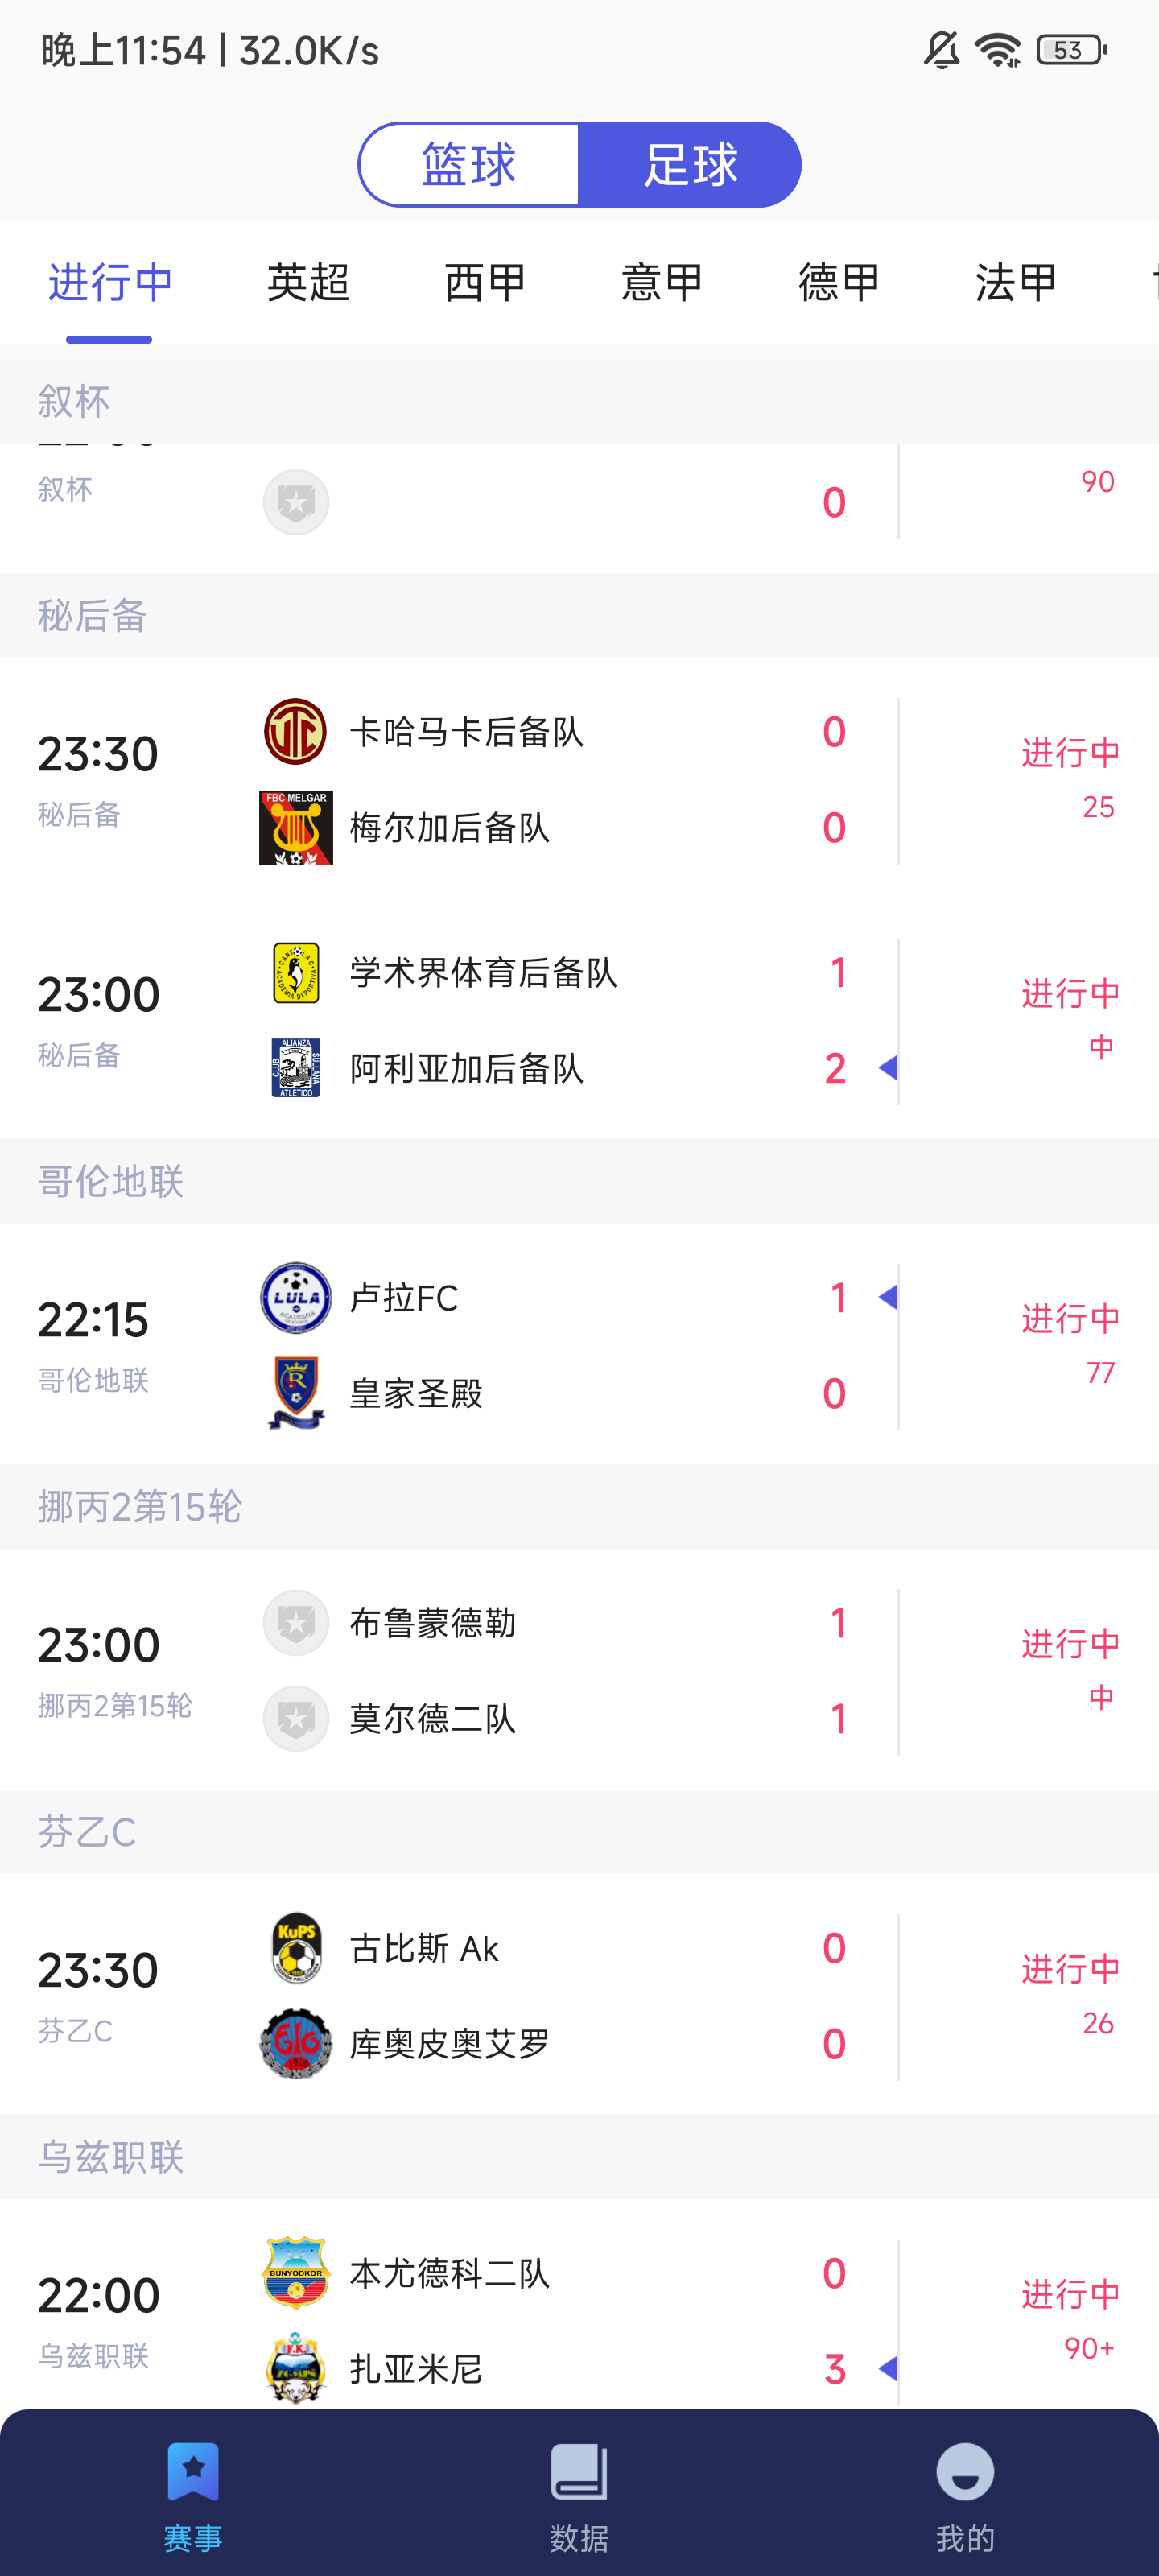 晚上11:54 | 32.0K/s
53
篮球 足球
进行中 英超 西甲 意甲 德甲 法甲
叙杯
叙杯
0
90
秘后备
23:30
秘后备
卡哈马卡后备队 0
FBC MELGAR
梅尔加后备队 0
进行中
25
23:00
秘后备
学术界体育后备队 1
阿利亚加后备队 2
进行中
中
哥伦地联
22:15
哥伦地联
LULA
卢拉FC 1
皇家圣殿 0
进行中
77
挪丙2第15轮
23:00
挪丙2第15轮
布鲁蒙德勒 1
莫尔德二队 1
进行中
中
芬乙C
23:30
芬乙C
KuPS
古比斯 Ak 0
库奥皮奥艾罗 0
进行中
26
乌兹职联
22:00
乌兹职联
BUNYODKOR
本尤德科二队 0
F.K.
扎亚米尼 3
进行中
90+
赛事 数据 我的